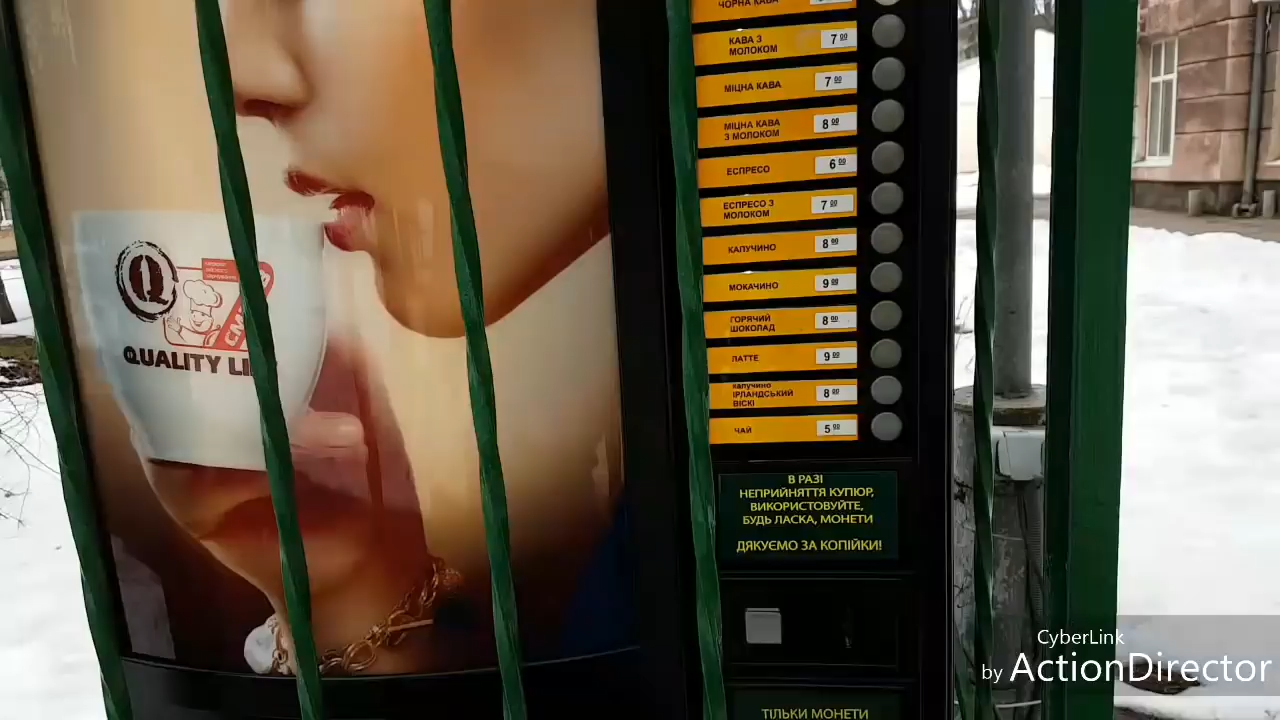 ЧОРНА КАВА
КАВА З
МОЛОКОМ
7 00
МІЦНА КАВА
7 00
МІЦНА КАВА
З МОЛОКОМ
8 00
ЕСПРЕСО
6 00
ЕСПРЕСО З
МОЛОКОМ
7 00
КАПУЧИНО
8 00
МОКАЧИНО
9 00
ГОРЯЧИЙ
ШОКОЛАД
8 00
ЛАТТЕ
9 00
капучино
ІРЛАНДСЬКИЙ
ВІСКІ
8 00
ЧАЙ
5 00
Q
QUALITY
В РАЗІ
НЕПРИЙНЯТТЯ КУПЮР,
ВИКОРИСТОВУЙТЕ,
БУДЬ ЛАСКА, МОНЕТИ
ДЯКУЄМО ЗА КОПІЙКИ!
ТІЛЬКИ МОНЕТИ
CyberLink
by ActionDirector